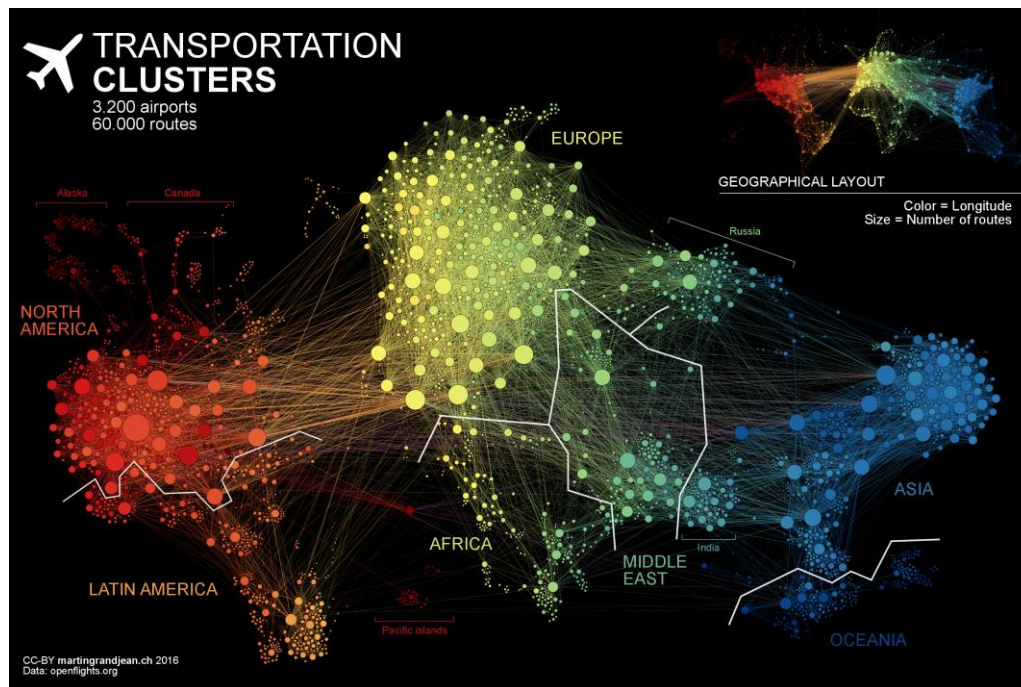 TRANSPORTATION
CLUSTERS
3.200 airports
60.000 routes
EUROPE
GEOGRAPHICAL LAYOUT
Color = Longitude
Size = Number of routes
Alaska
Canada
Russia
NORTH
AMERICA
ASIA
AFRICA
MIDDLE
EAST
India
LATIN AMERICA
Pacific islands
OCEANIA
CC-BY martingrandjean.ch 2016
Data: openflights.org